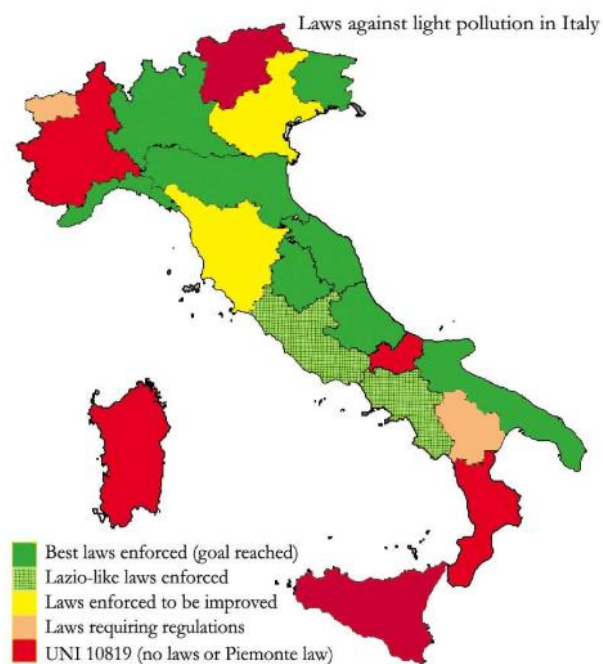 Laws against light pollution in Italy
Best laws enforced (goal reached)
Lazio-like laws enforced
Laws enforced to be improved
Laws requiring regulations
UNI 10819 (no laws or Piemonte law)